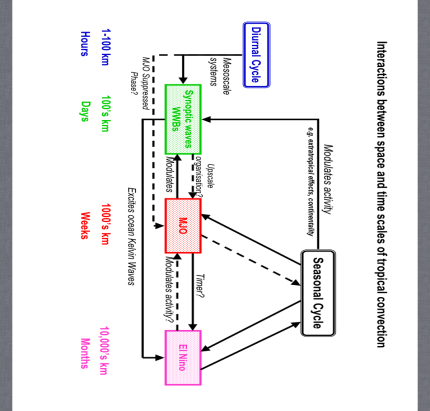 Interactions between space and time scales of tropical convection
Modulates activity
e.g. extratropical effects, continentality
Seasonal Cycle
Diurnal Cycle
Mesoscale
systems
Synoptic waves
WWBs
Upscale
organisation?
Modulates
MJO
Timer?
Modulates activity?
El Nino
MJO Suppressed
Phase?
Excites ocean Kelvin Waves
1-100 km
100's km
1000's km
10,000's km
Hours
Days
Weeks
Months